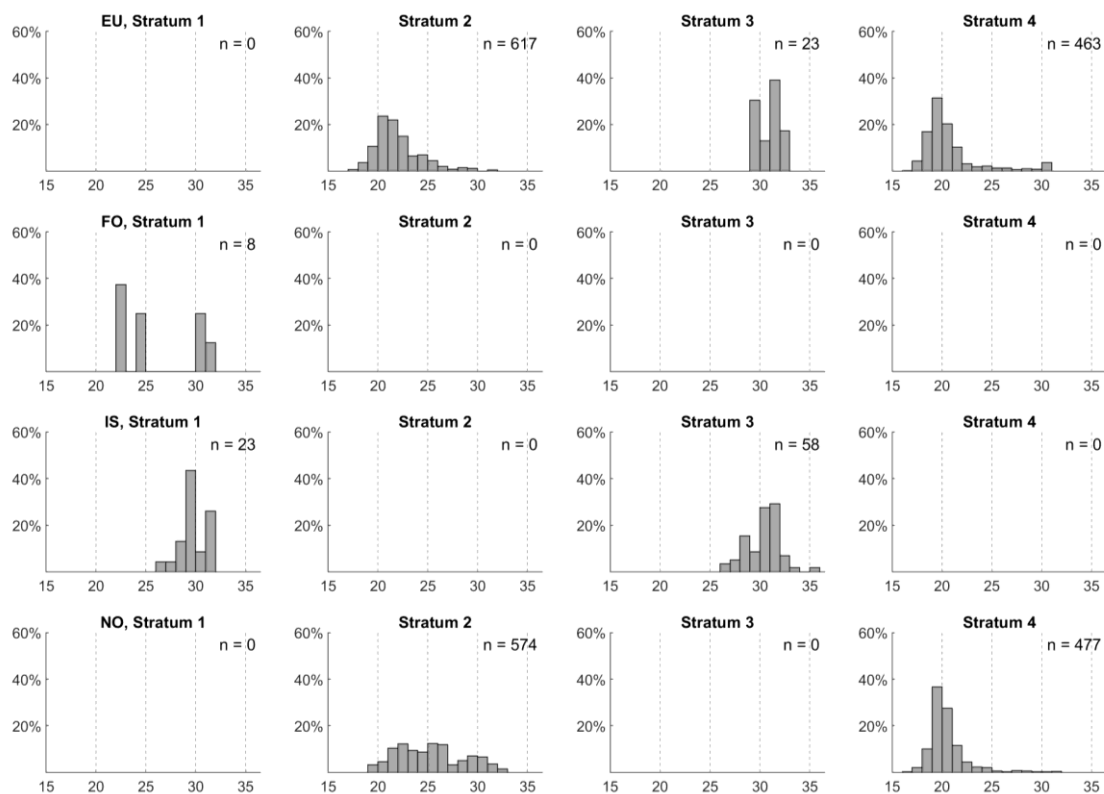 EU, Stratum 1 Stratum 2 Stratum 3 Stratum 4
60% n = 0 60% n = 617 60% n = 23 60% n = 463
40% 40% 40% 40%
20% 20% 20% 20%
15 20 25 30 35 15 20 25 30 35 15 20 25 30 35 15 20 25 30 35
FO, Stratum 1 Stratum 2 Stratum 3 Stratum 4
60% n = 8 60% n = 0 60% n = 0 60% n = 0
40% 40% 40% 40%
20% 20% 20% 20%
15 20 25 30 35 15 20 25 30 35 15 20 25 30 35 15 20 25 30 35
IS, Stratum 1 Stratum 2 Stratum 3 Stratum 4
60% n = 23 60% n = 0 60% n = 58 60% n = 0
40% 40% 40% 40%
20% 20% 20% 20%
15 20 25 30 35 15 20 25 30 35 15 20 25 30 35 15 20 25 30 35
NO, Stratum 1 Stratum 2 Stratum 3 Stratum 4
60% n = 0 60% n = 574 60% n = 0 60% n = 477
40% 40% 40% 40%
20% 20% 20% 20%
15 20 25 30 35 15 20 25 30 35 15 20 25 30 35 15 20 25 30 35